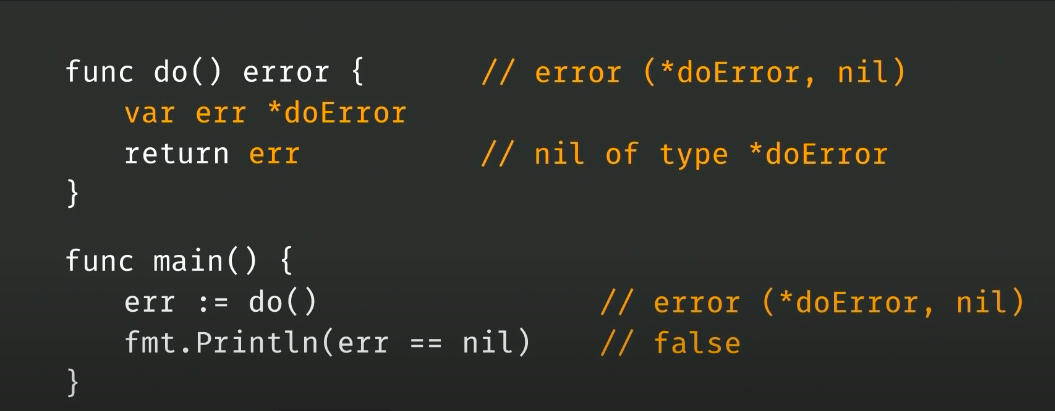 func do() error {      // error (*doError, nil)
    var err *doError
    return err         // nil of type *doError
}
func main() {
    err := do()                // error (*doError, nil)
    fmt.Println(err == nil)    // false
}